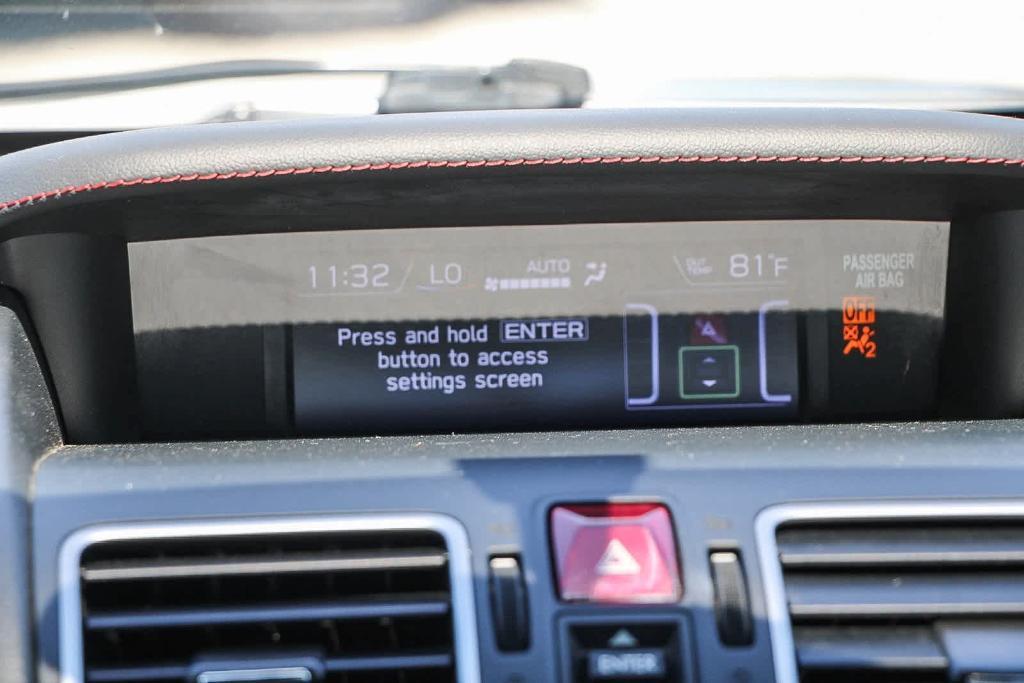 11:32 LO AUTO OUT TEMP 81°F
PASSENGER
AIR BAG
OFF
2
Press and hold ENTER
button to access
settings screen
ENTER